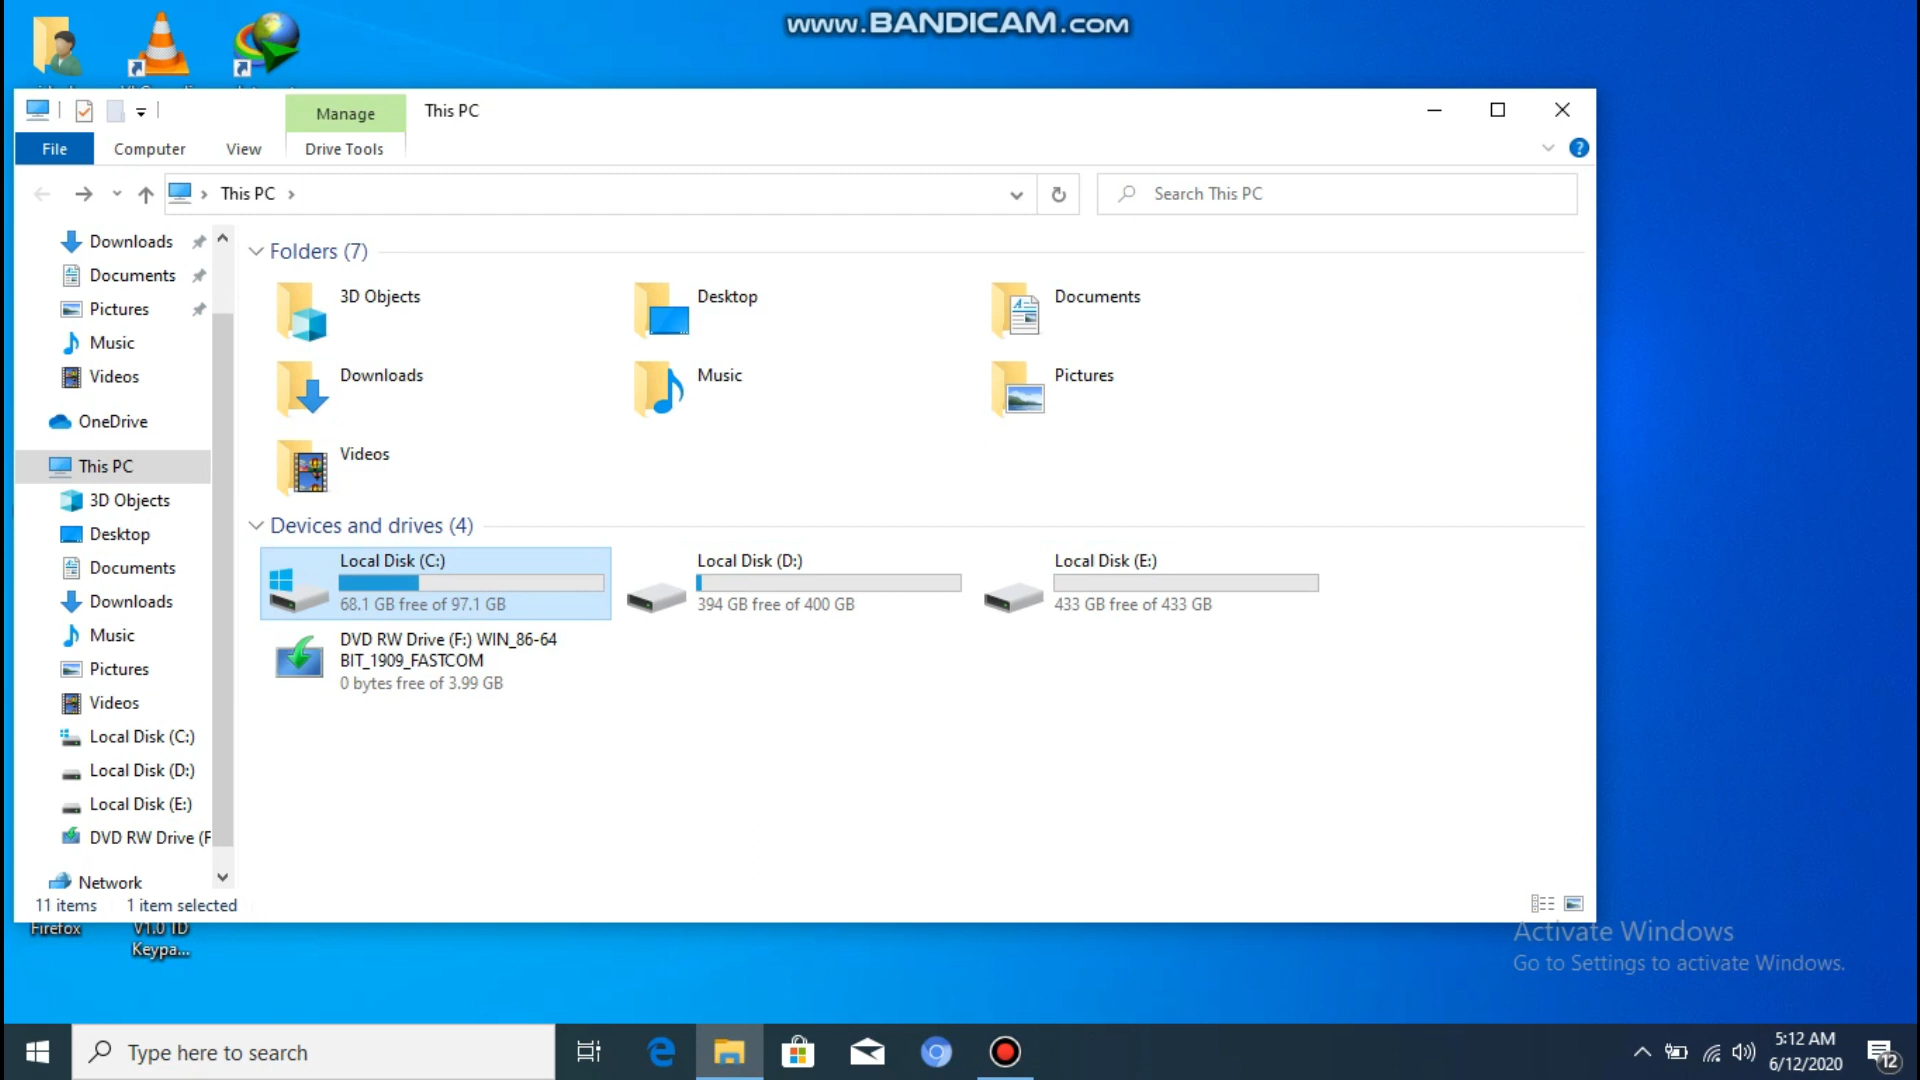 www.BANDICAM.com
Manage
This PC
File
Computer
View
Drive Tools
This PC
Search This PC
Downloads
Documents
Pictures
Music
Videos
OneDrive
This PC
3D Objects
Desktop
Documents
Downloads
Music
Pictures
Videos
Local Disk (C:)
Local Disk (D:)
Local Disk (E:)
DVD RW Drive (F
Network
Folders (7)
3D Objects
Desktop
Documents
Downloads
Music
Pictures
Videos
Devices and drives (4)
Local Disk (C:)
68.1 GB free of 97.1 GB
Local Disk (D:)
394 GB free of 400 GB
Local Disk (E:)
433 GB free of 433 GB
DVD RW Drive (F:) WIN_86-64
BIT_1909_FASTCOM
0 bytes free of 3.99 GB
11 items
1 item selected
Firefox
V1.0 TD
Keypa...
Activate Windows
Go to Settings to activate Windows.
Type here to search
5:12 AM
6/12/2020
12